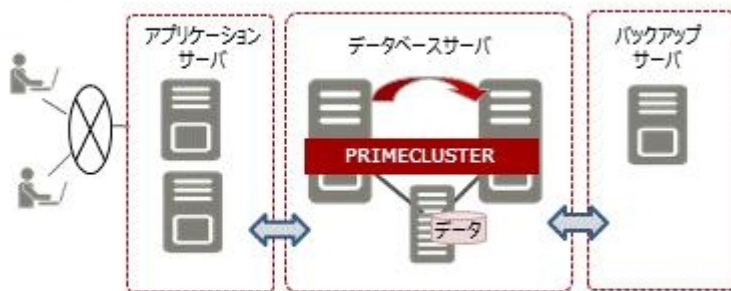 アプリケーション
サーバ
データベースサーバ
バックアップ
サーバ
PRIMECLUSTER
データ